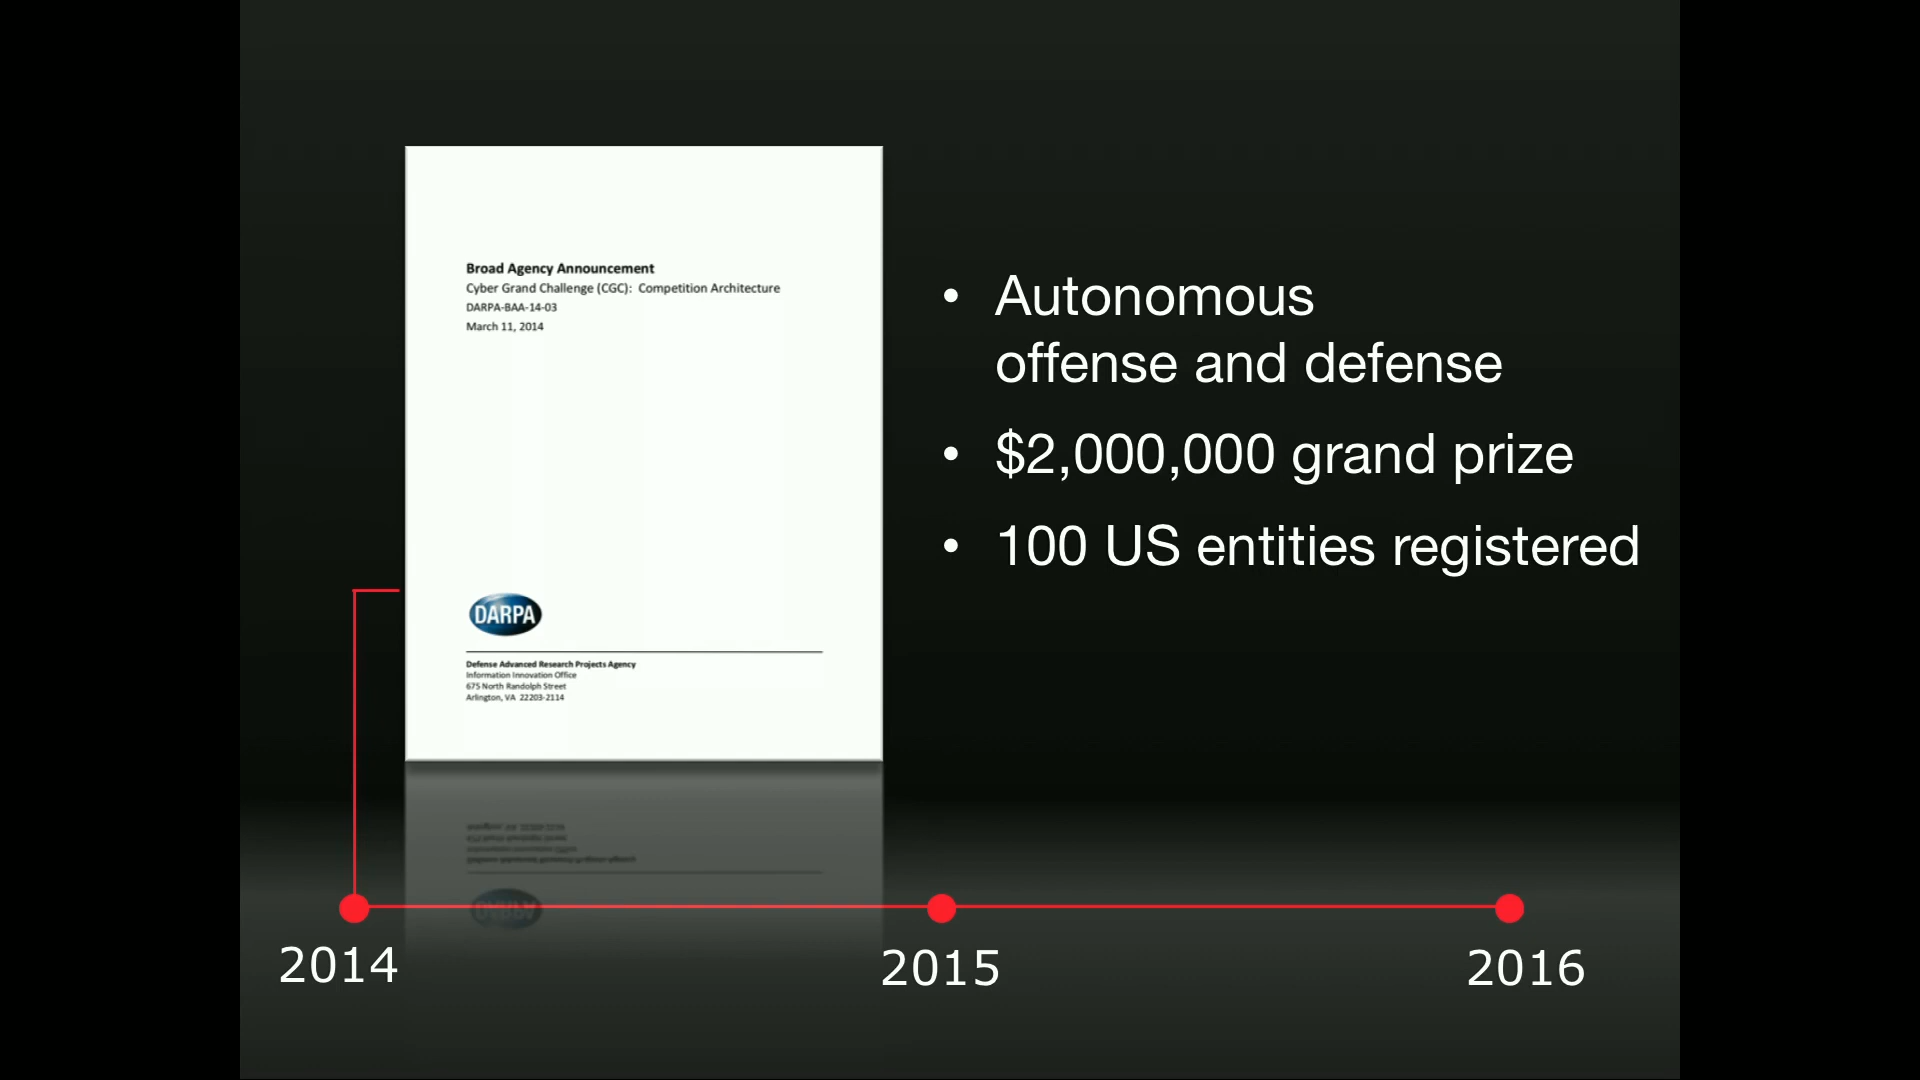 Broad Agency Announcement
Cyber Grand Challenge (CGC): Competition Architecture
DARPA-BAA-14-03
March 11, 2014
DARPA
Defense Advanced Research Projects Agency
Information Innovation Office
675 North Randolph Street
Arlington, VA 22203-2114
• Autonomous
offense and defense
• $2,000,000 grand prize
• 100 US entities registered
2014
2015
2016